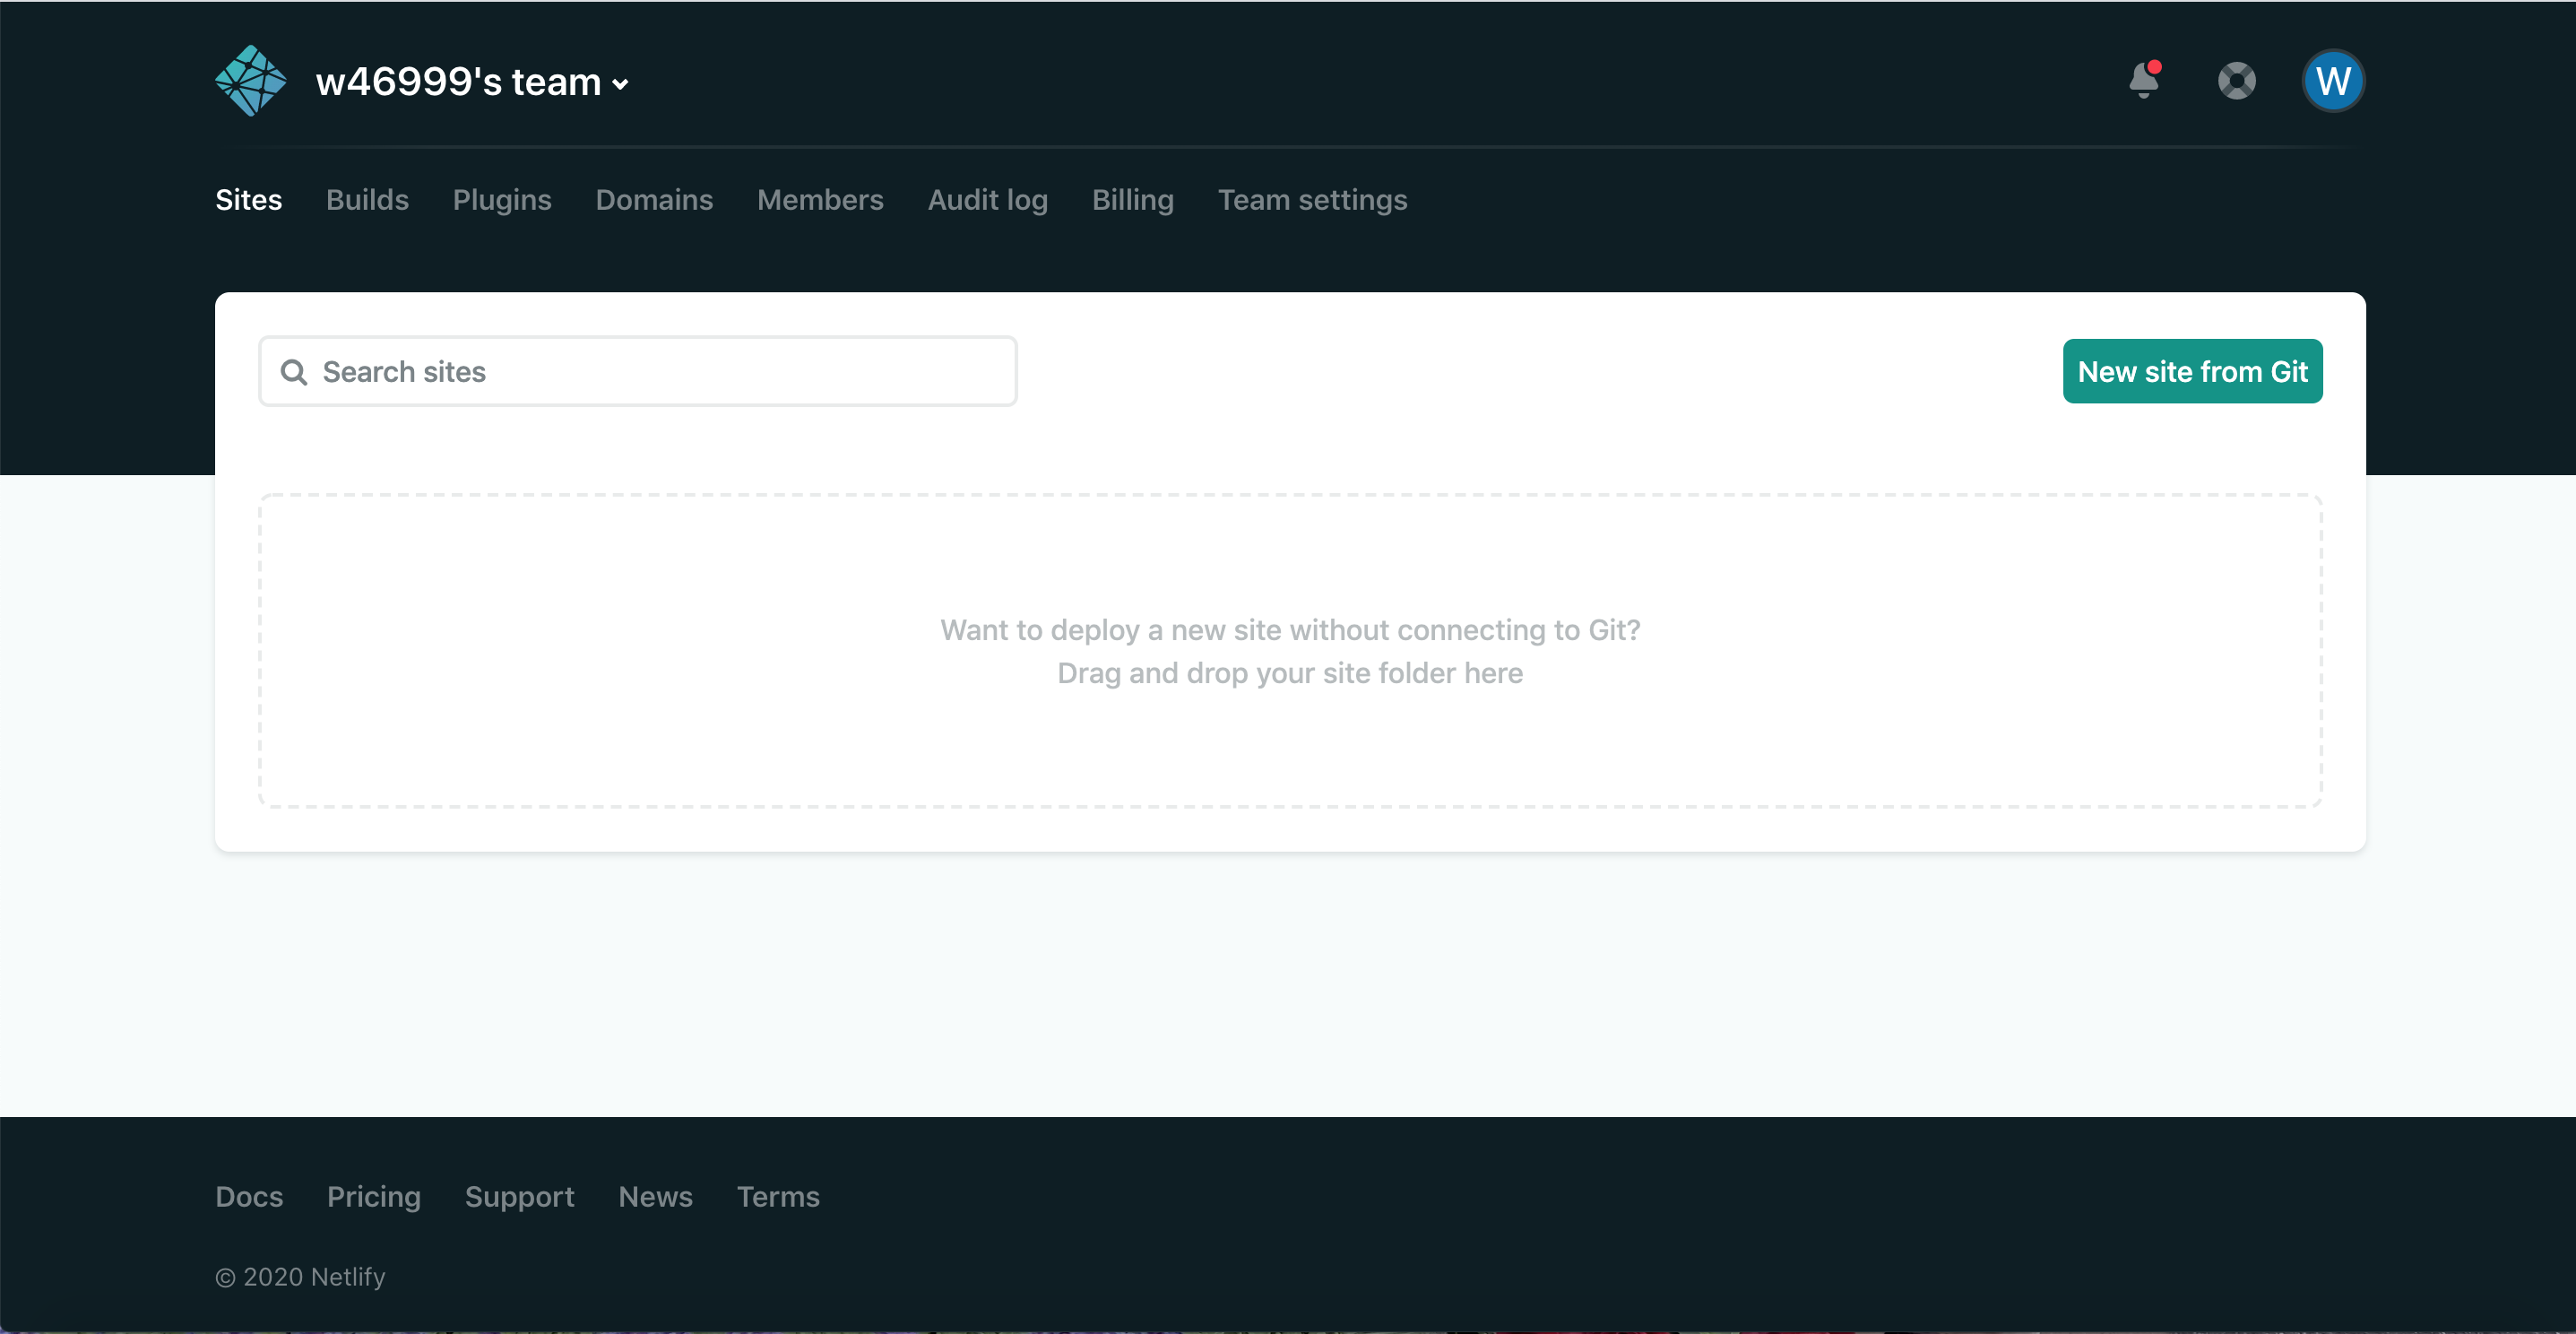 w46999's team
W
Sites Builds Plugins Domains Members Audit log Billing Team settings
Search sites
New site from Git
Want to deploy a new site without connecting to Git?
Drag and drop your site folder here
Docs Pricing Support News Terms
© 2020 Netlify